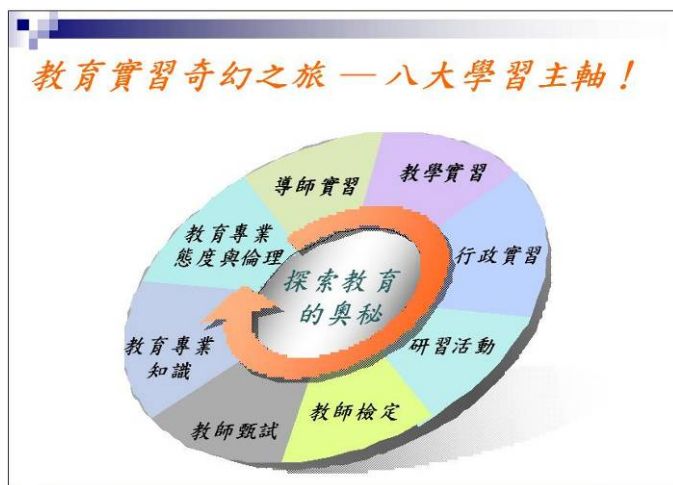 教育實習奇幻之旅 — 八大學習主軸！
導師實習
教學實習
行政實習
研習活動
教師檢定
教師甄試
教育專業
知識
教育專業
態度與倫理
探索教育
的奧秘